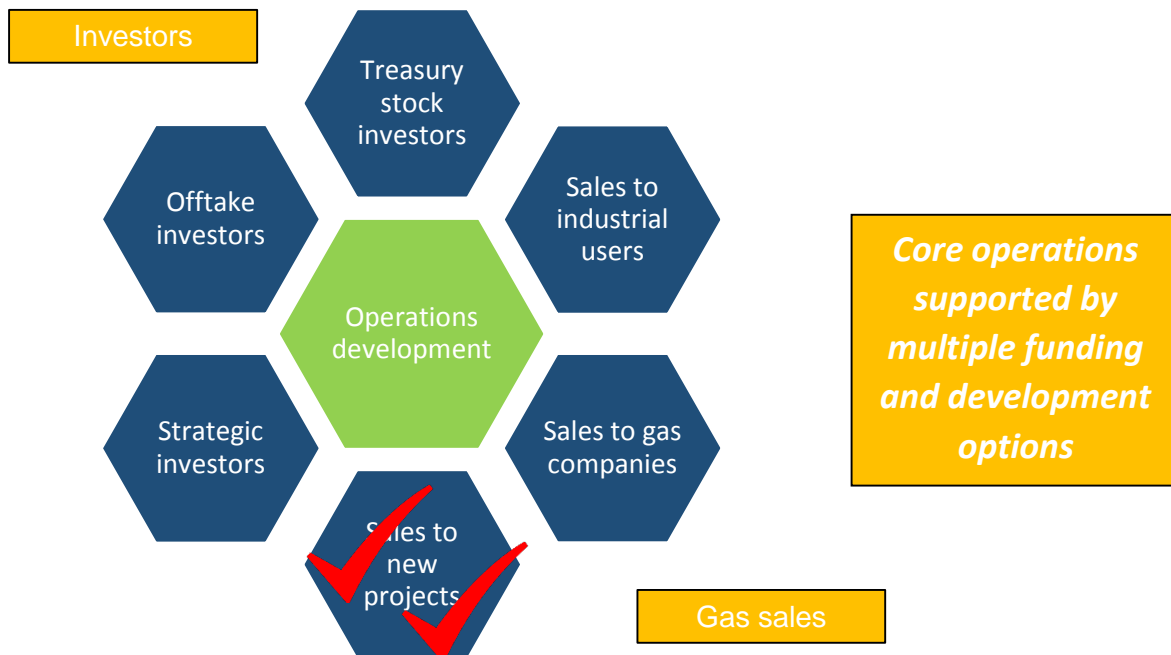 Investors
Treasury
stock
investors
Offtake
investors
Sales to
industrial
users
Operations
development
Core operations
supported by
multiple funding
and development
options
Strategic
investors
Sales to gas
companies
Sales to
new
projects
Gas sales